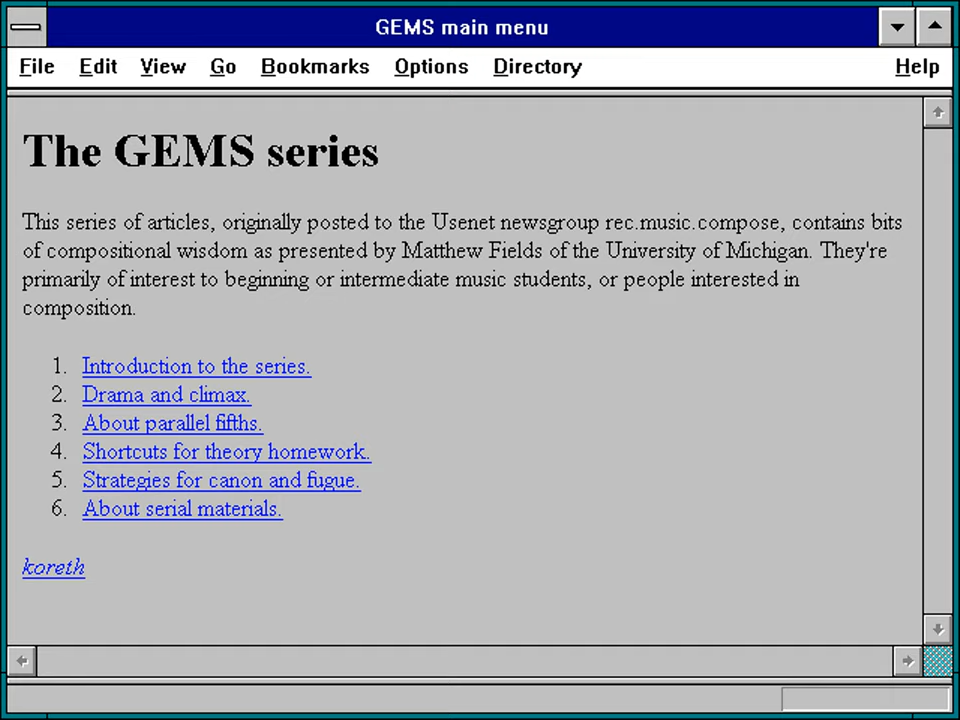 GEMS main menu
File Edit View Go Bookmarks Options Directory Help
The GEMS series
This series of articles, originally posted to the Usenet newsgroup rec.music.compose, contains bits
of compositional wisdom as presented by Matthew Fields of the University of Michigan. They're
primarily of interest to beginning or intermediate music students, or people interested in
composition.
1. Introduction to the series.
2. Drama and climax.
3. About parallel fifths.
4. Shortcuts for theory homework.
5. Strategies for canon and fugue.
6. About serial materials.
koreth